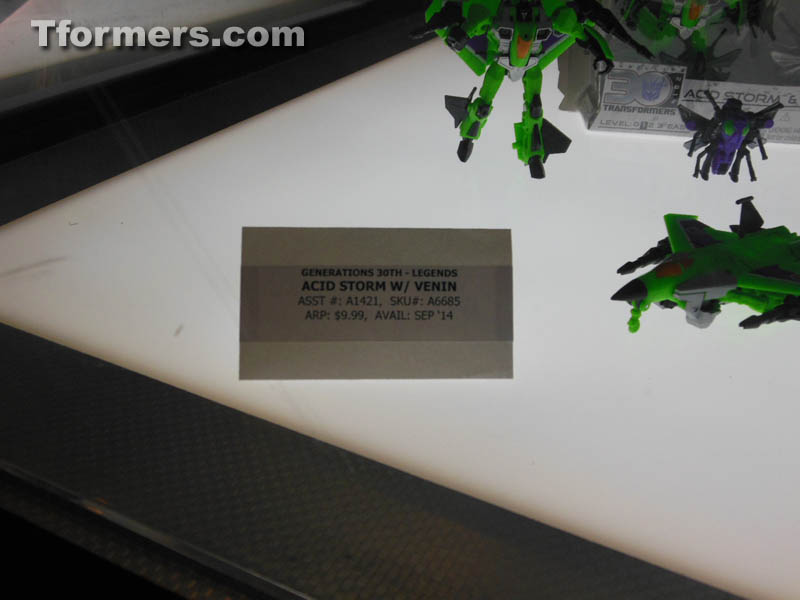 Tformers.com
30
TRANSFORMERS
ACID STORM &
LEVEL:
GENERATIONS 30TH - LEGENDS
ACID STORM W/ VENIN
ASST #: A1421, SKU#: A6685
ARP: $9.99, AVAIL: SEP '14